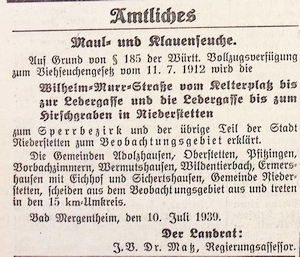 Amtliches
Maul- und Klauenseuche.
Auf Grund von § 185 der Württ. Vollzugsverfügung
zum Viehseuchengesetz vom 11. 7. 1912 wird die
Wilhelm-Murr-Straße vom Kelterplatz bis
zur Ledergasse und die Ledergasse bis zum
Hirschgraben in Niederstetten
zum Sperrbezirk und der übrige Teil der Stadt
Niederstetten zum Beobachtungsgebiet erklärt.
Die Gemeinden Adolzhausen, Oberstetten, Pfitzingen,
Vorbachzimmern, Wermutshausen, Wildentierbach, Ermers-
hausen mit Eichhof und Sichertshausen, Gemeinde Nieder-
stetten, scheiden aus dem Beobachtungsgebiet aus und treten
in den 15 km-Umkreis.
Bad Mergentheim, den 10. Juli 1939.
Der Landrat:
J.V. Dr. Matz, Regierungsassessor.